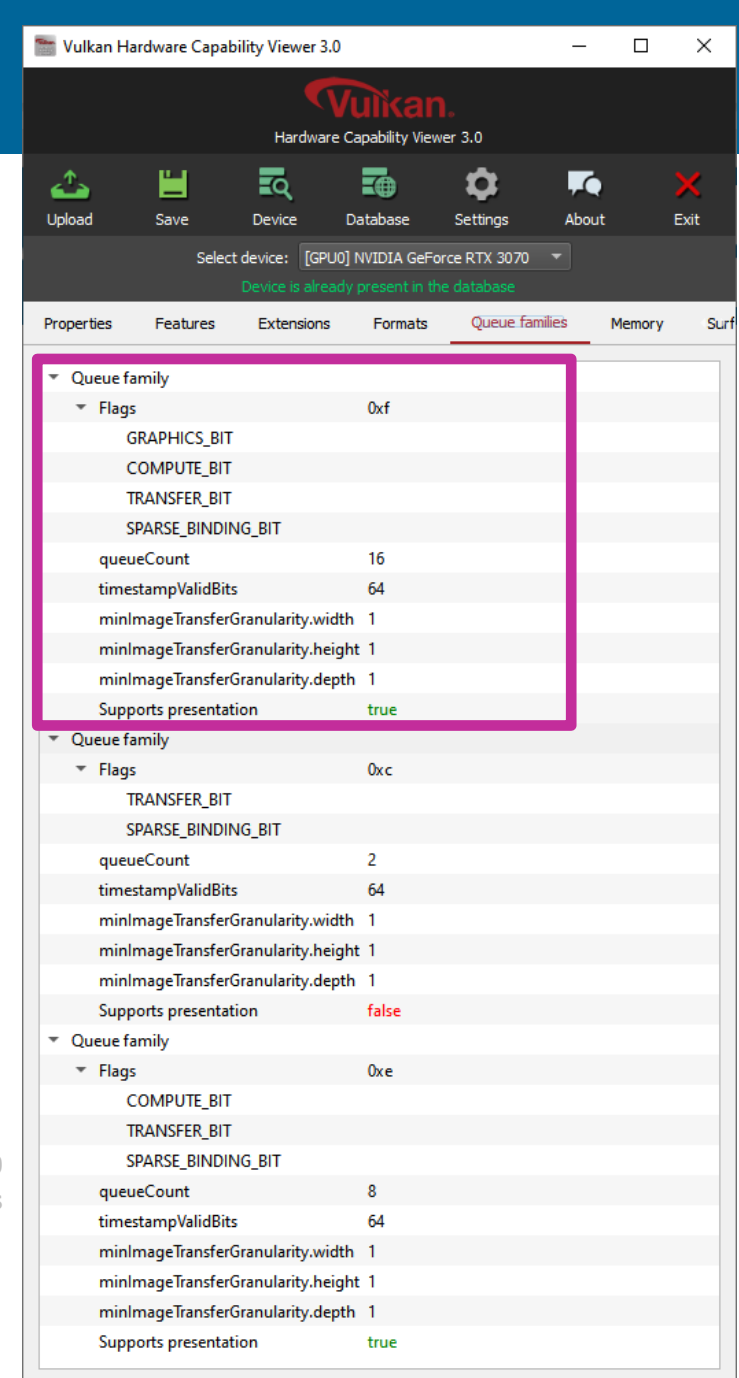 Vulkan Hardware Capability Viewer 3.0
Vulkan.
Hardware Capability Viewer 3.0
Upload Save Device Database Settings About Exit
Select device: [GPU0] NVIDIA GeForce RTX 3070
Device is already present in the database
Properties Features Extensions Formats Queue families Memory Surf
Queue family
Flags 0xf
GRAPHICS_BIT
COMPUTE_BIT
TRANSFER_BIT
SPARSE_BINDING_BIT
queueCount 16
timestampValidBits 64
minImageTransferGranularity.width 1
minImageTransferGranularity.height 1
minImageTransferGranularity.depth 1
Supports presentation true
Queue family
Flags 0xc
TRANSFER_BIT
SPARSE_BINDING_BIT
queueCount 2
timestampValidBits 64
minImageTransferGranularity.width 1
minImageTransferGranularity.height 1
minImageTransferGranularity.depth 1
Supports presentation false
Queue family
Flags 0xe
COMPUTE_BIT
TRANSFER_BIT
SPARSE_BINDING_BIT
queueCount 8
timestampValidBits 64
minImageTransferGranularity.width 1
minImageTransferGranularity.height 1
minImageTransferGranularity.depth 1
Supports presentation true